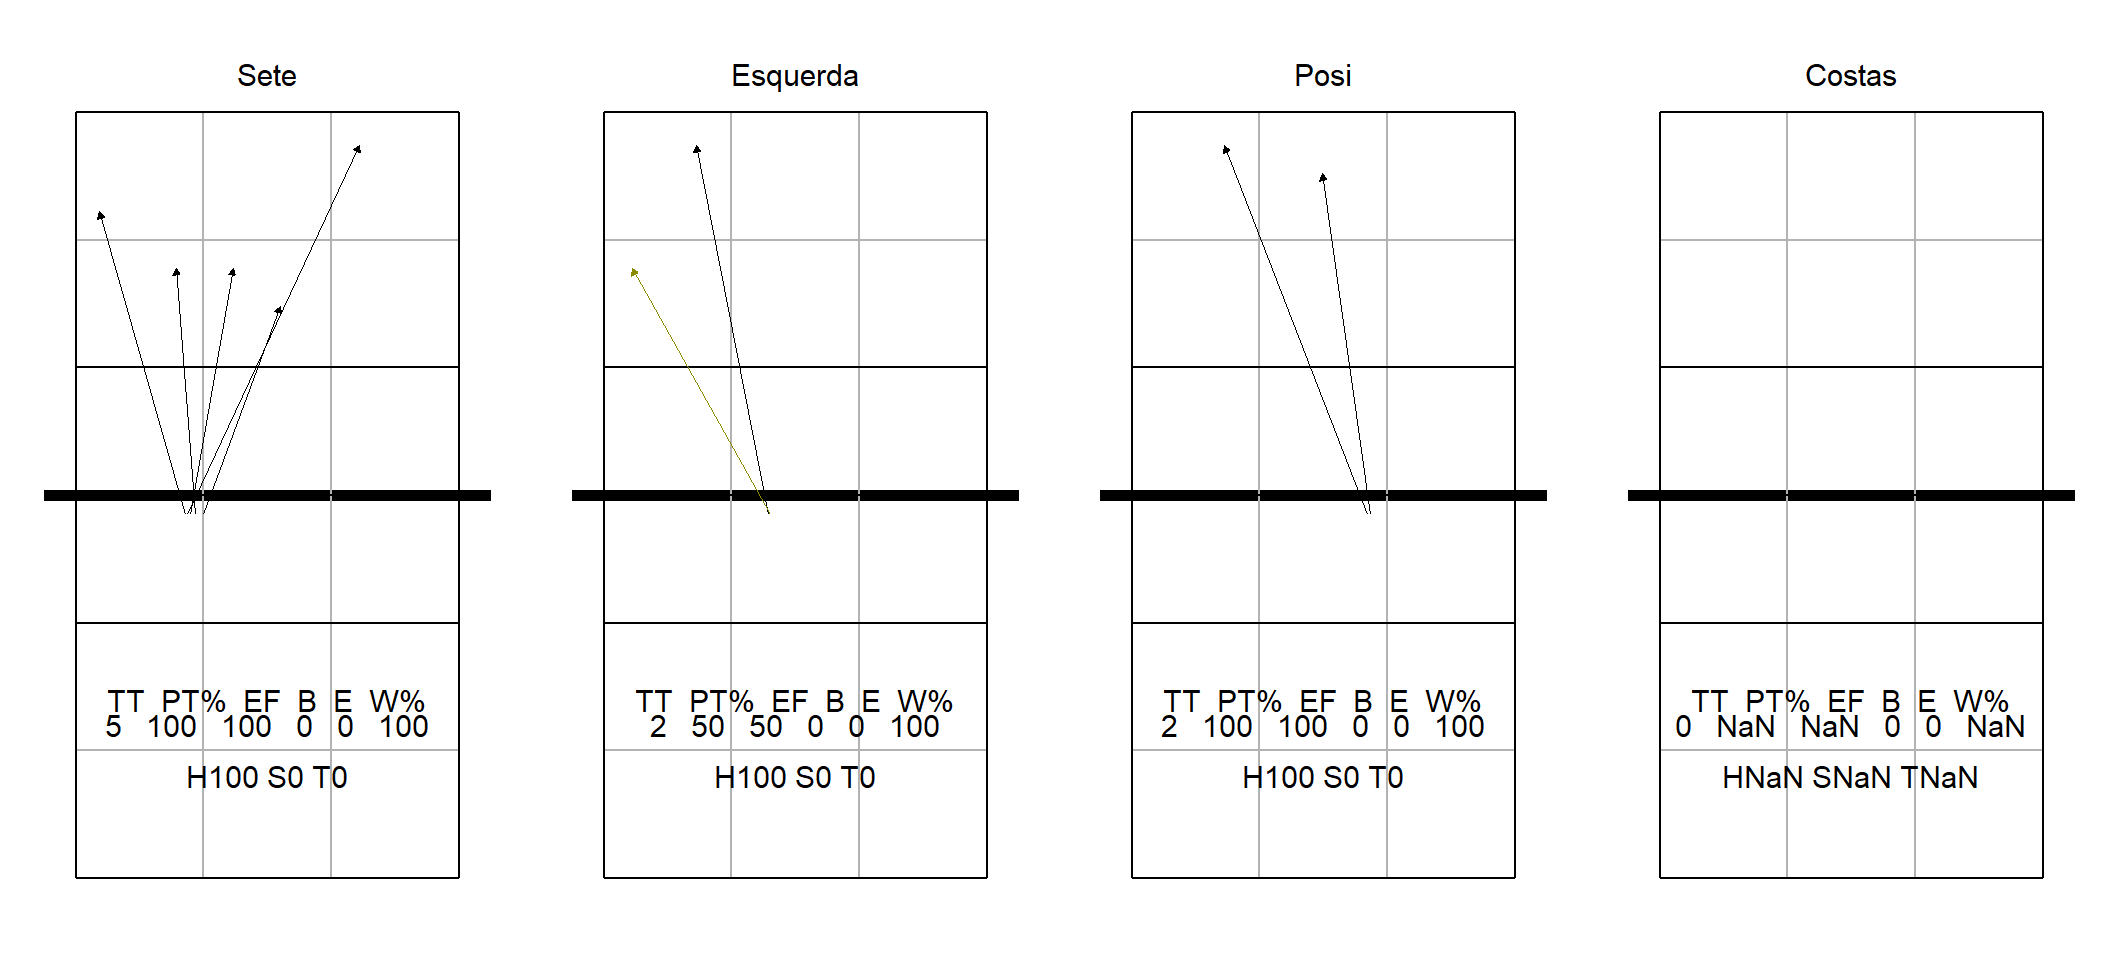 Sete
TT PT% EF B E W%
5 100 100 0 0 100
H100 S0 T0
Esquerda
TT PT% EF B E W%
2 50 50 0 0 100
H100 S0 T0
Posi
TT PT% EF B E W%
2 100 100 0 0 100
H100 S0 T0
Costas
TT PT% EF B E W%
0 NaN NaN 0 0 NaN
HNaN SNaN TNaN